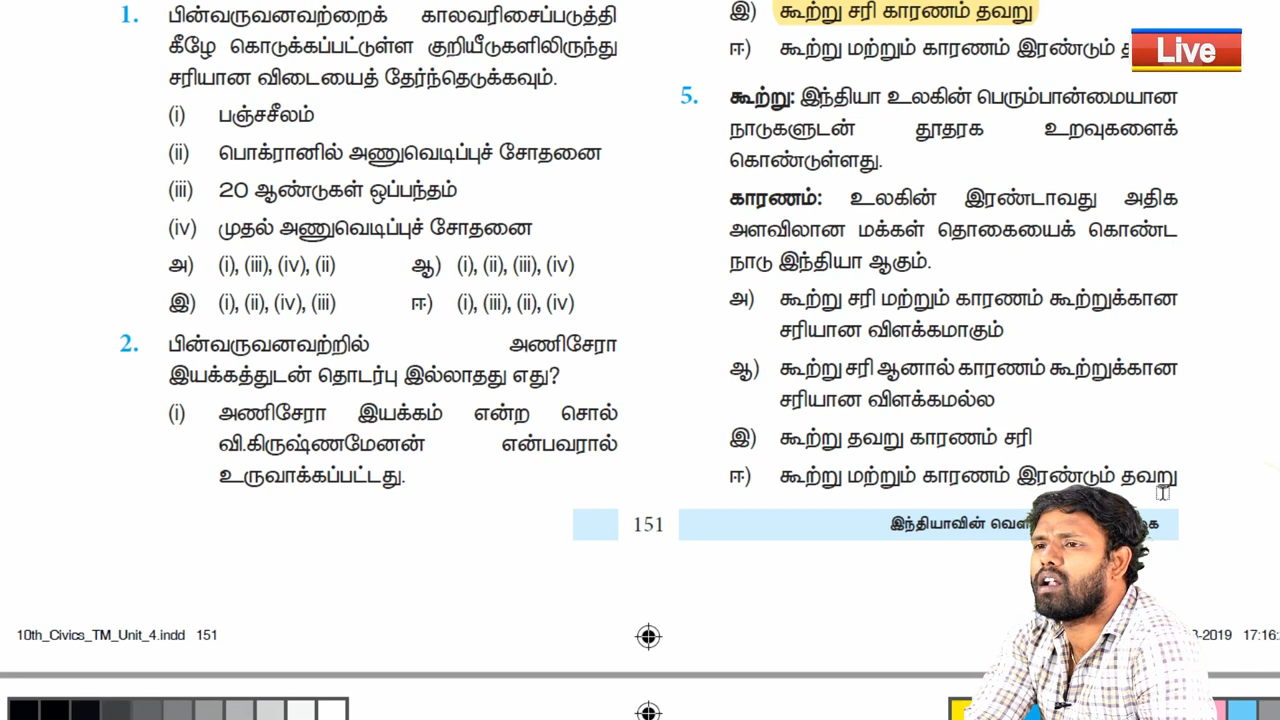 1. பின்வருவனவற்றைக் காலவரிசைப்படுத்தி
கீழே கொடுக்கப்பட்டுள்ள குறியீடுகளிலிருந்து
சரியான விடையைத் தேர்ந்தெடுக்கவும்.
(i) பஞ்சசீலம்
(ii) பொக்ரானில் அணுவெடிப்புச் சோதனை
(iii) 20 ஆண்டுகள் ஒப்பந்தம்
(iv) முதல் அணுவெடிப்புச் சோதனை
அ) (i), (iii), (iv), (ii) ஆ) (i), (ii), (iii), (iv)
இ) (i), (ii), (iv), (iii) ஈ) (i), (iii), (ii), (iv)
2. பின்வருவனவற்றில் அணிசேரா
இயக்கத்துடன் தொடர்பு இல்லாதது எது?
(i) அணிசேரா இயக்கம் என்ற சொல்
வி.கிருஷ்ணமேனன் என்பவரால்
உருவாக்கப்பட்டது.
இ) கூற்று சரி காரணம் தவறு
ஈ) கூற்று மற்றும் காரணம் இரண்டும்
Live
5. கூற்று: இந்தியா உலகின் பெரும்பான்மையான
நாடுகளுடன் தூதரக உறவுகளைக்
கொண்டுள்ளது.
காரணம்: உலகின் இரண்டாவது அதிக
அளவிலான மக்கள் தொகையைக் கொண்ட
நாடு இந்தியா ஆகும்.
அ) கூற்று சரி மற்றும் காரணம் கூற்றுக்கான
சரியான விளக்கமாகும்
ஆ) கூற்று சரி ஆனால் காரணம் கூற்றுக்கான
சரியான விளக்கமல்ல
இ) கூற்று தவறு காரணம் சரி
ஈ) கூற்று மற்றும் காரணம் இரண்டும் தவறு
151 இந்தியாவின்
10th_Civics_TM_Unit_4.indd 151
-2019 17:16: